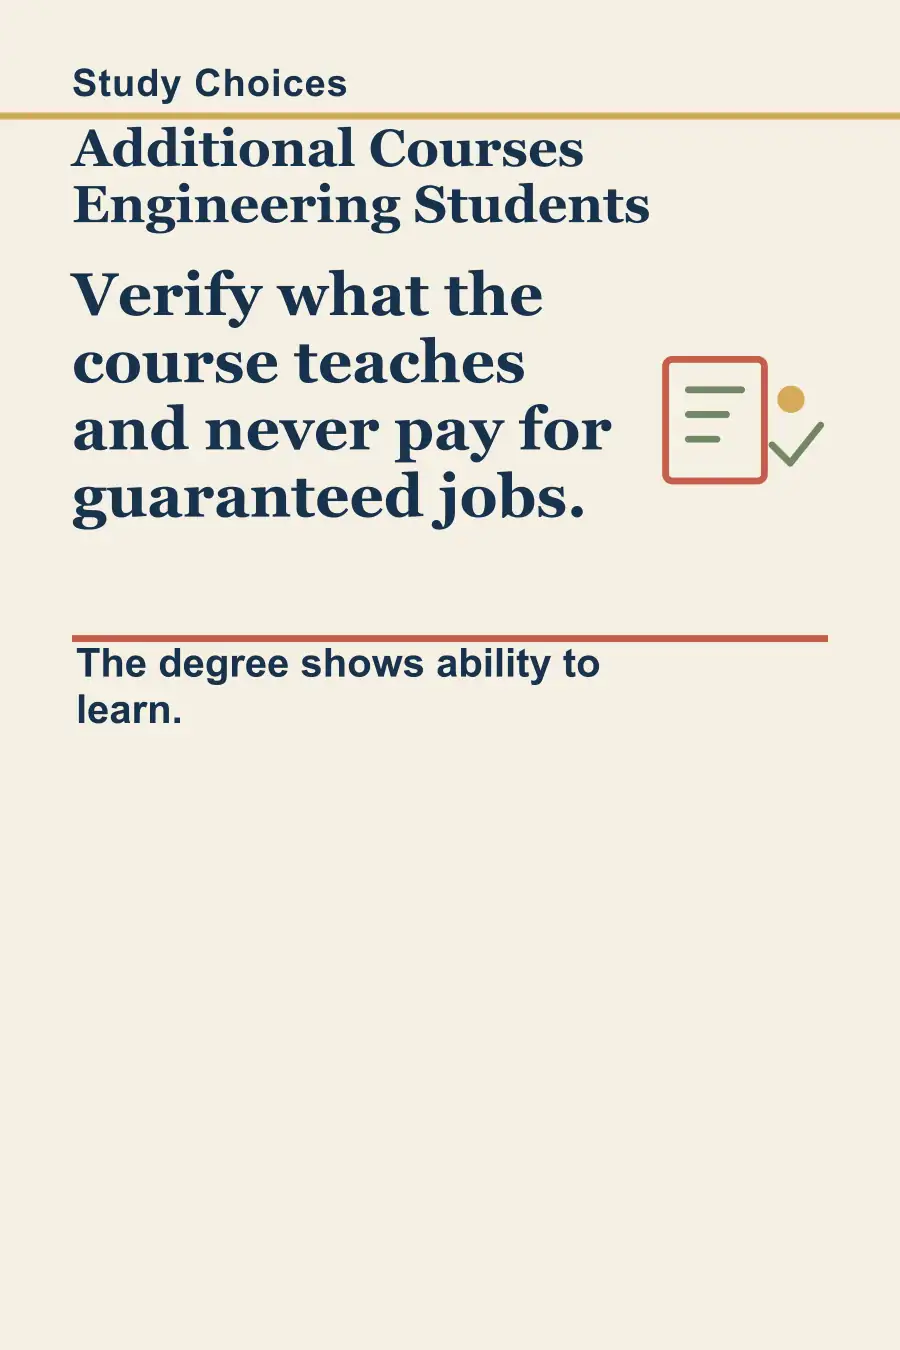 Study Choices
Additional Courses
Engineering Students
Verify what the
course teaches
and never pay for
guaranteed jobs.
The degree shows ability to
learn.